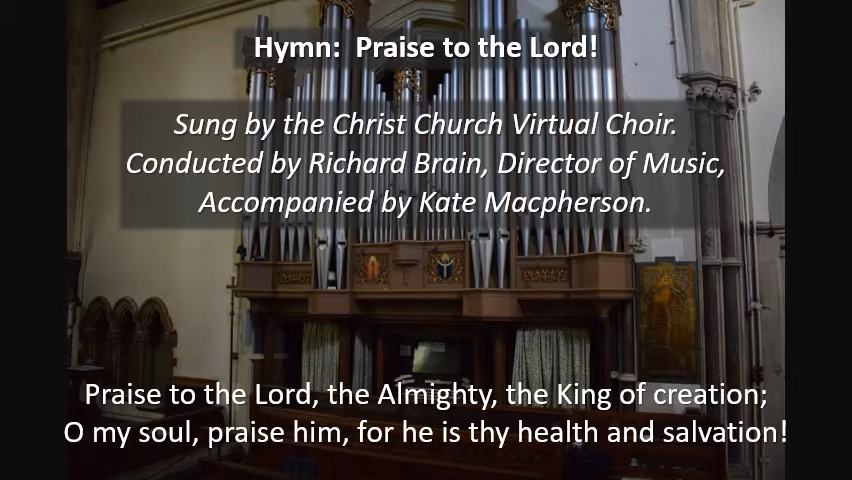 Hymn:  Praise to the Lord!
Sung by the Christ Church Virtual Choir.
Conducted by Richard Brain, Director of Music,
Accompanied by Kate Macpherson.
Praise to the Lord, the Almighty, the King of creation;
O my soul, praise him, for he is thy health and salvation!